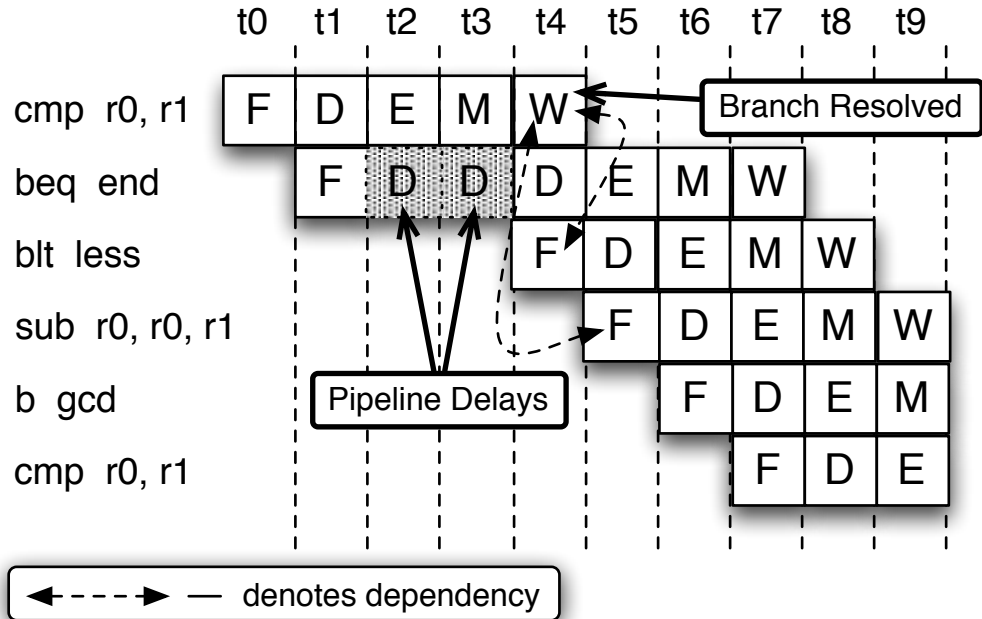 t0 t1 t2 t3 t4 t5 t6 t7 t8 t9
cmp r0, r1 F D E M W
Branch Resolved
beq end F D D D E M W
blt less F D E M W
sub r0, r0, r1 F D E M W
Pipeline Delays
b gcd F D E M
cmp r0, r1 F D E
— denotes dependency